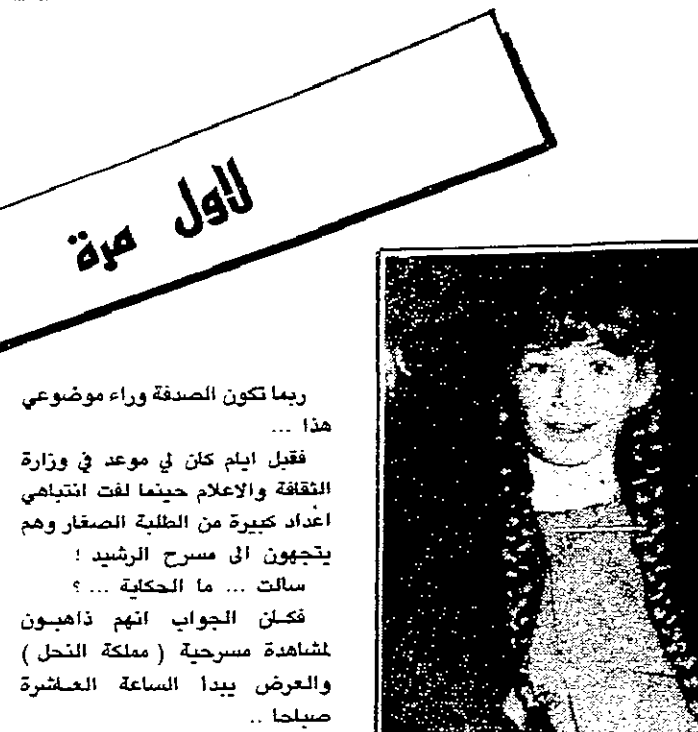 لاول مرة
ربما تكون الصدفة وراء موضوعي
هذا ...
فقبل ايام كان لي موعد في وزارة
الثقافة والاعلام حينما لفت انتباهي
اعداد كبيرة من الطلبة الصغار وهم
يتجهون الى مسرح الرشيد !
سالت ... ما الحكاية ... ؟
فكان الجواب انهم ذاهبون
لمشاهدة مسرحية ( مملكة النحل )
والعرض يبدا الساعة العاشرة
صباحا ..